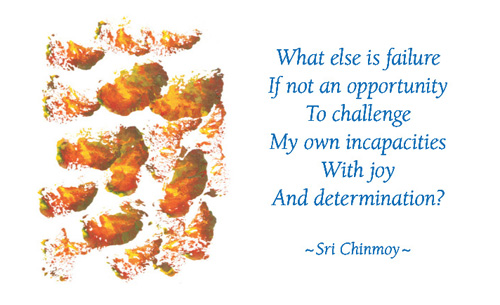 What else is failure
If not an opportunity
To challenge
My own incapacities
With joy
And determination?
~Sri Chinmoy~